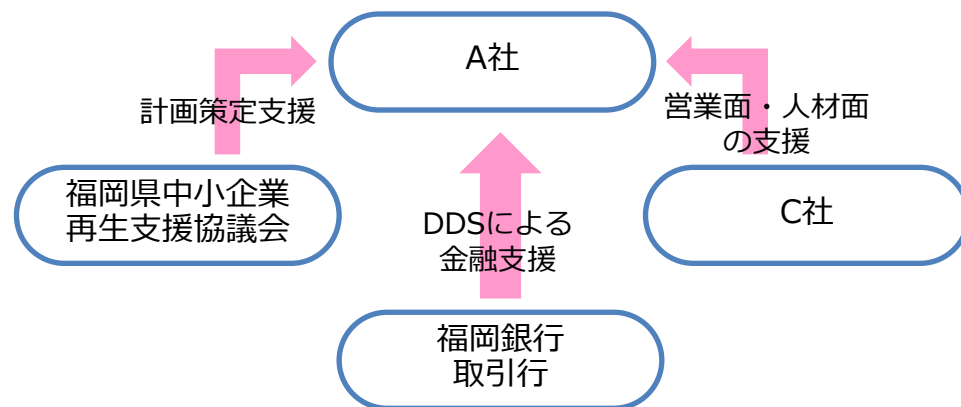 A社
計画策定支援
営業面・人材面
の支援
福岡県中小企業
再生支援協議会
DDSによる
金融支援
C社
福岡銀行
取引行